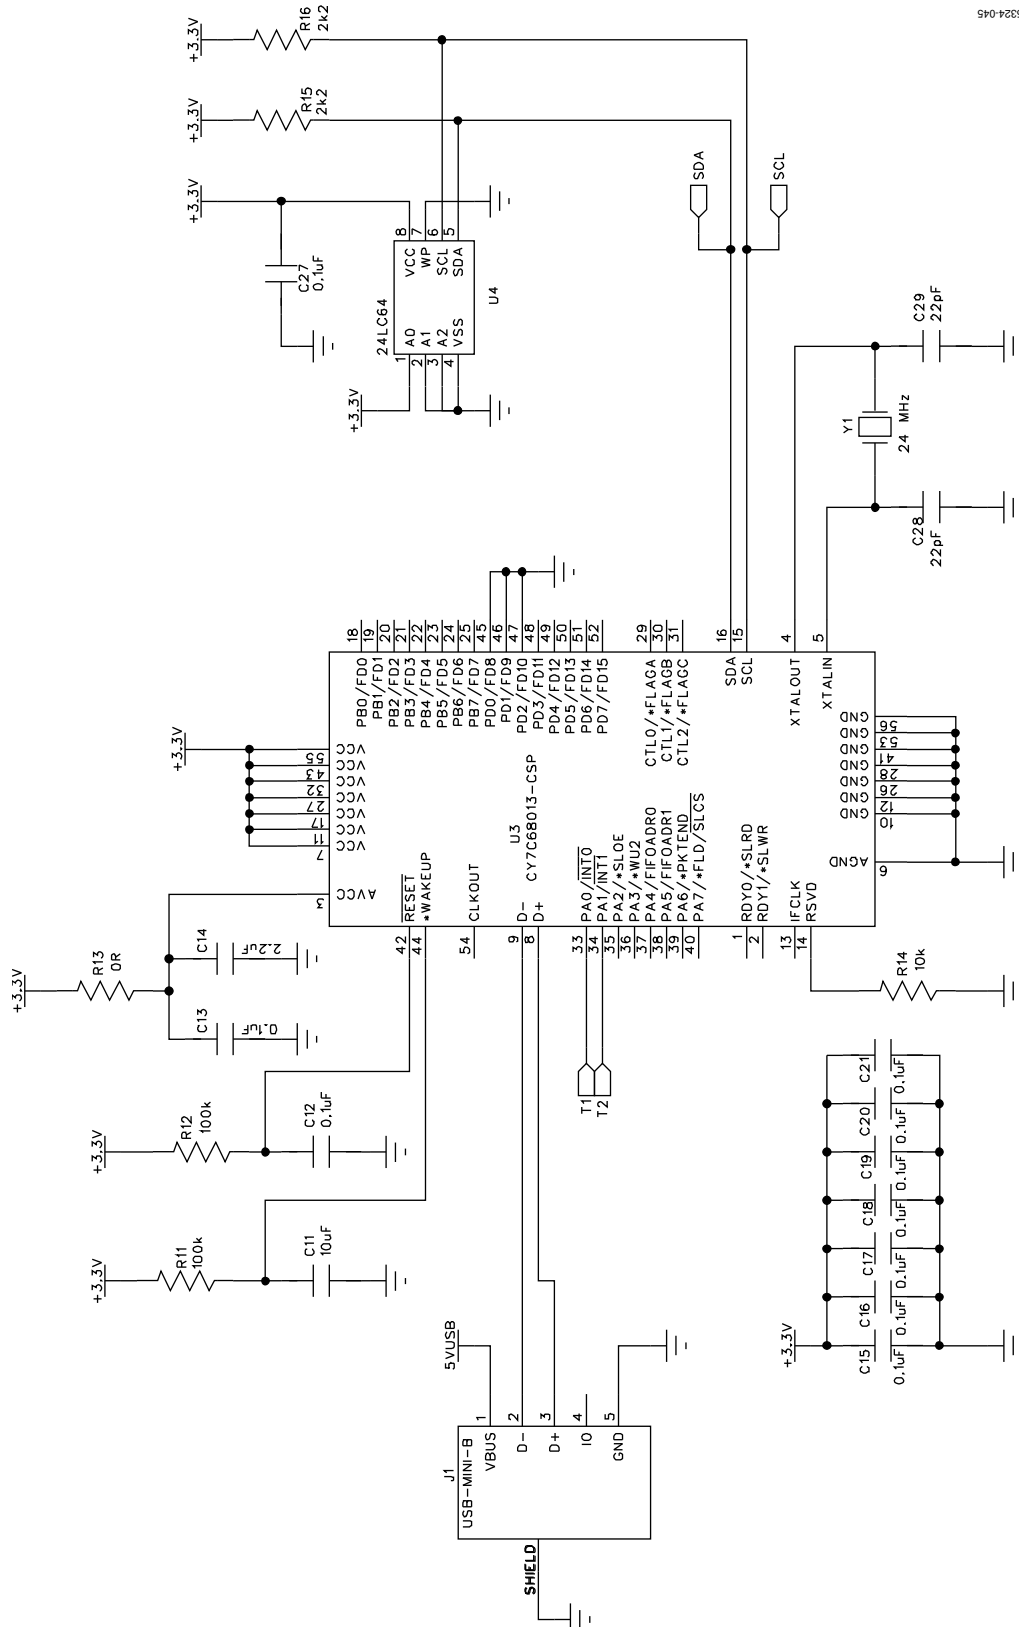 6324-045
+3.3V
R16
2k2
+3.3V
R15
2k2
+3.3V
C27
0.1uF
24LC64
U4
8
7
6
5
VCC
WP
SCL
SDA
A0
A1
A2
VSS
1
2
3
4
+3.3V
SDA
SCL
C29
22pF
Y1
24 MHz
C28
22pF
18
19
20
21
22
23
24
25
45
46
47
48
49
50
51
52
29
30
31
16
15
4
5
PB0/FD0
PB1/FD1
PB2/FD2
PB3/FD3
PB4/FD4
PB5/FD5
PB6/FD6
PB7/FD7
PD0/FD8
PD1/FD9
PD2/FD10
PD3/FD11
PD4/FD12
PD5/FD13
PD6/FD14
PD7/FD15
CTL0/*FLAGA
CTL1/*FLAGB
CTL2/*FLAGC
SDA
SCL
XTALOUT
XTALIN
+3.3V
VCC 55
VCC 43
VCC 32
VCC 27
VCC 17
VCC 11
VCC 7
AVCC 3
U3
CY7C68013-CSP
GND 56
GND 53
GND 41
GND 28
GND 26
GND 12
GND 10
AGND 6
RESET
*WAKEUP
CLKOUT
D-
D+
PA0/INT0
PA1/INT1
PA2/*SLOE
PA3/*WU2
PA4/FIFOADR0
PA5/FIFOADR1
PA6/*PKTEND
PA7/*FLD/SLCS
RDY0/*SLRD
RDY1/*SLWR
IFCLK
RSVD
42
44
54
9
8
33
34
35
36
37
38
39
40
1
2
13
14
+3.3V
R13
0R
C14
2.2uF
C13
0.1uF
R14
10k
T1
T2
+3.3V
R12
100k
C12
0.1uF
+3.3V
R11
100k
C11
10uF
C21
0.1uF
C20
0.1uF
C19
0.1uF
C18
0.1uF
C17
0.1uF
C16
0.1uF
C15
0.1uF
+3.3V
5VUSB
1
2
3
4
5
VBUS
D-
D+
IO
GND
J1
USB-MINI-B
SHIELD